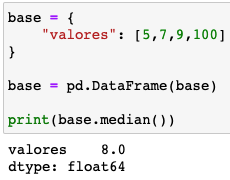 base = {
    "valores": [5,7,9,100]
}
base = pd.DataFrame(base)
print(base.median())
valores    8.0
dtype: float64